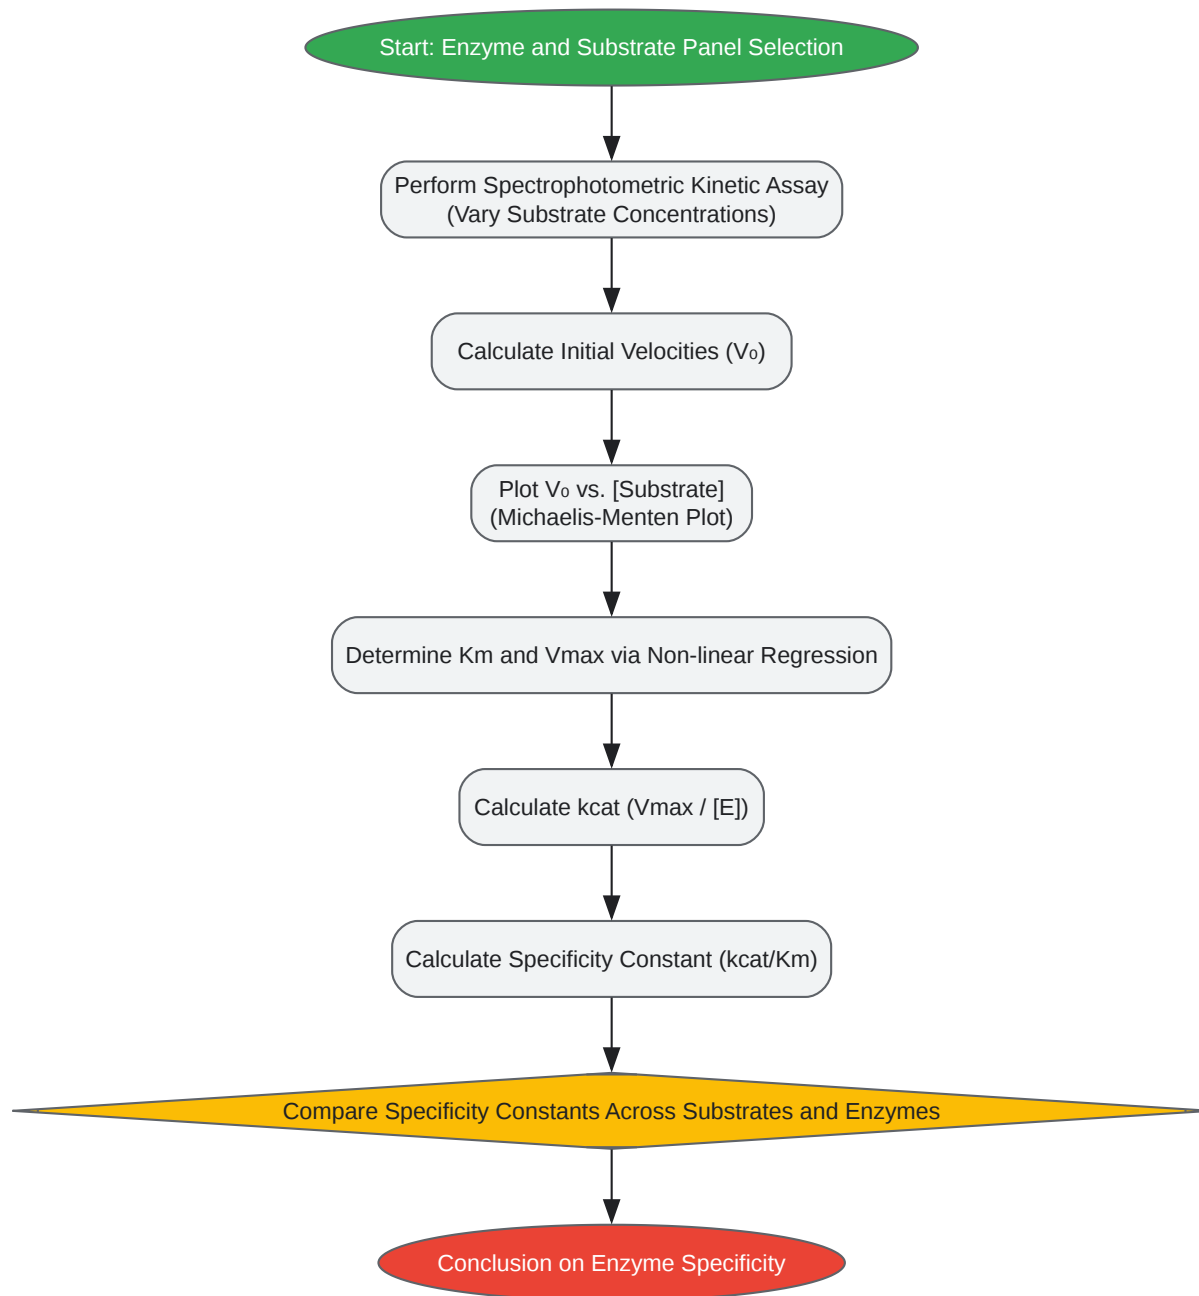 Start: Enzyme and Substrate Panel Selection
Perform Spectrophotometric Kinetic Assay
(Vary Substrate Concentrations)
Calculate Initial Velocities (V₀)
Plot V₀ vs. [Substrate]
(Michaelis-Menten Plot)
Determine Km and Vmax via Non-linear Regression
Calculate kcat (Vmax / [E])
Calculate Specificity Constant (kcat/Km)
Compare Specificity Constants Across Substrates and Enzymes
Conclusion on Enzyme Specificity